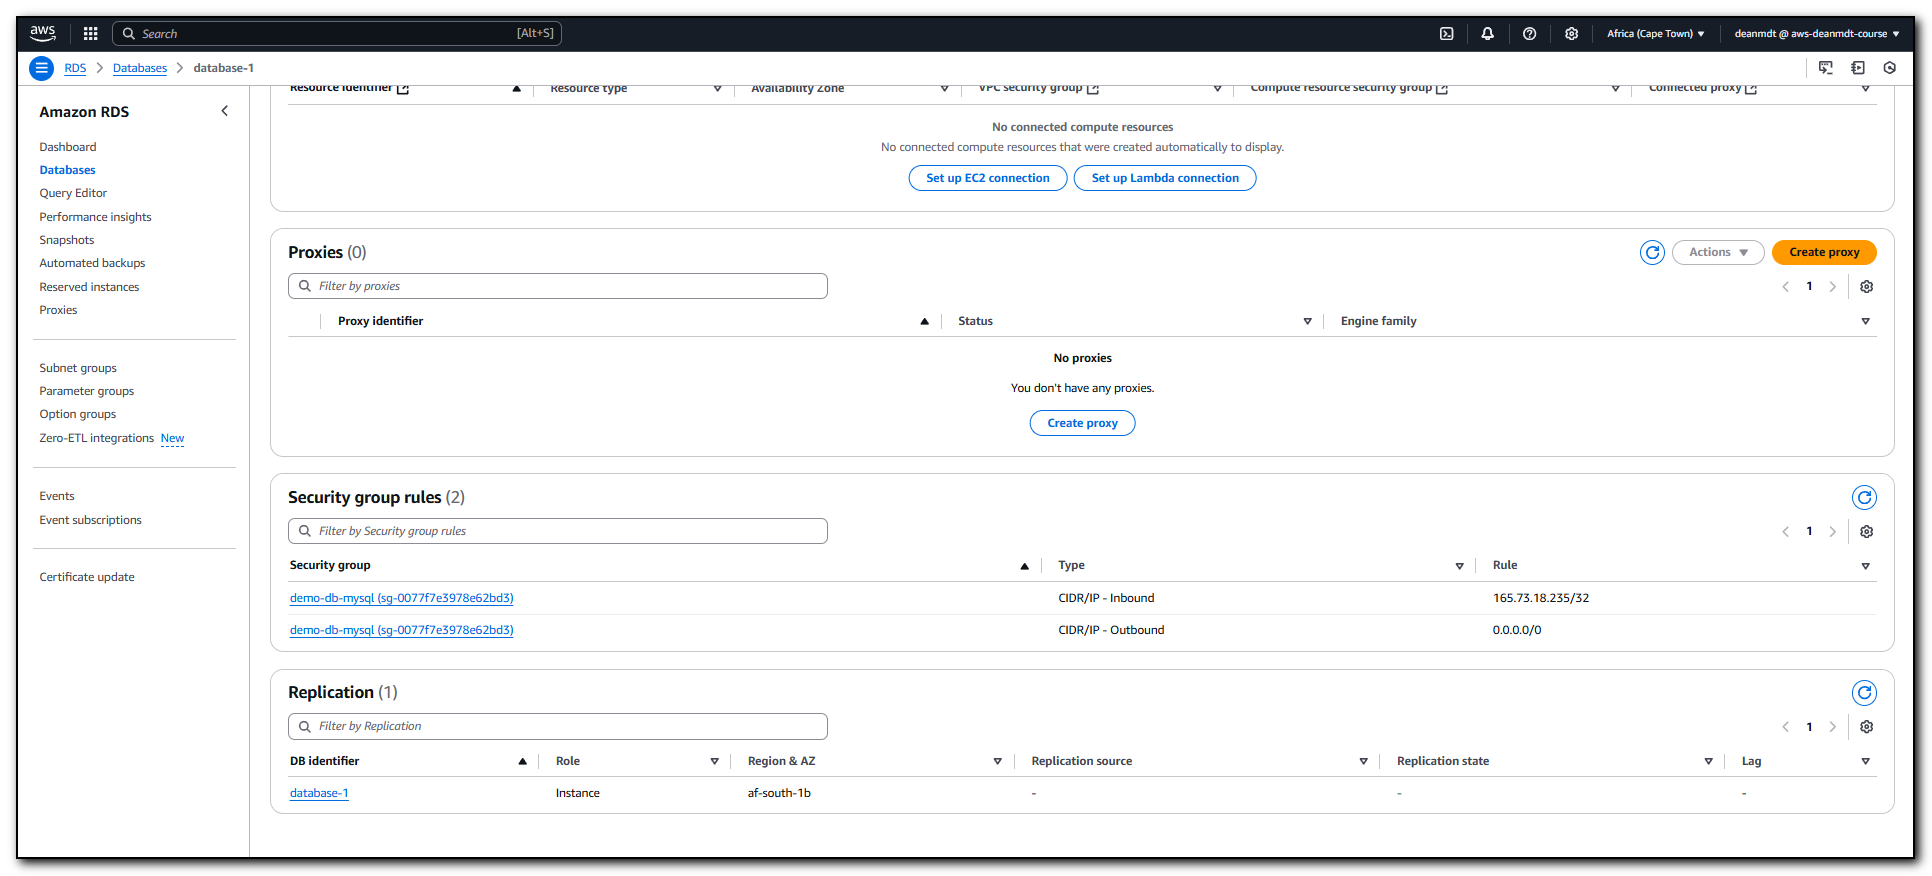 aws Search [Alt+S] Africa (Cape Town) deanmdt @ aws-deanmdt-course
RDS Databases database-1
Amazon RDS
Dashboard
Databases
Query Editor
Performance insights
Snapshots
Automated backups
Reserved instances
Proxies
Subnet groups
Parameter groups
Option groups
Zero-ETL integrations New
Events
Event subscriptions
Certificate update
Resource identifier Resource type Availability Zone VPC security group Compute resource security group Connected proxy
No connected compute resources
No connected compute resources that were created automatically to display.
Set up EC2 connection Set up Lambda connection
Proxies (0) Actions Create proxy
Filter by proxies 1
Proxy identifier Status Engine family
No proxies
You don't have any proxies.
Create proxy
Security group rules (2)
Filter by Security group rules 1
Security group Type Rule
demo-db-mysql (sg-0077f7e3978e62bd3) CIDR/IP - Inbound 165.73.18.235/32
demo-db-mysql (sg-0077f7e3978e62bd3) CIDR/IP - Outbound 0.0.0.0/0
Replication (1)
Filter by Replication 1
DB identifier Role Region & AZ Replication source Replication state Lag
database-1 Instance af-south-1b - - -